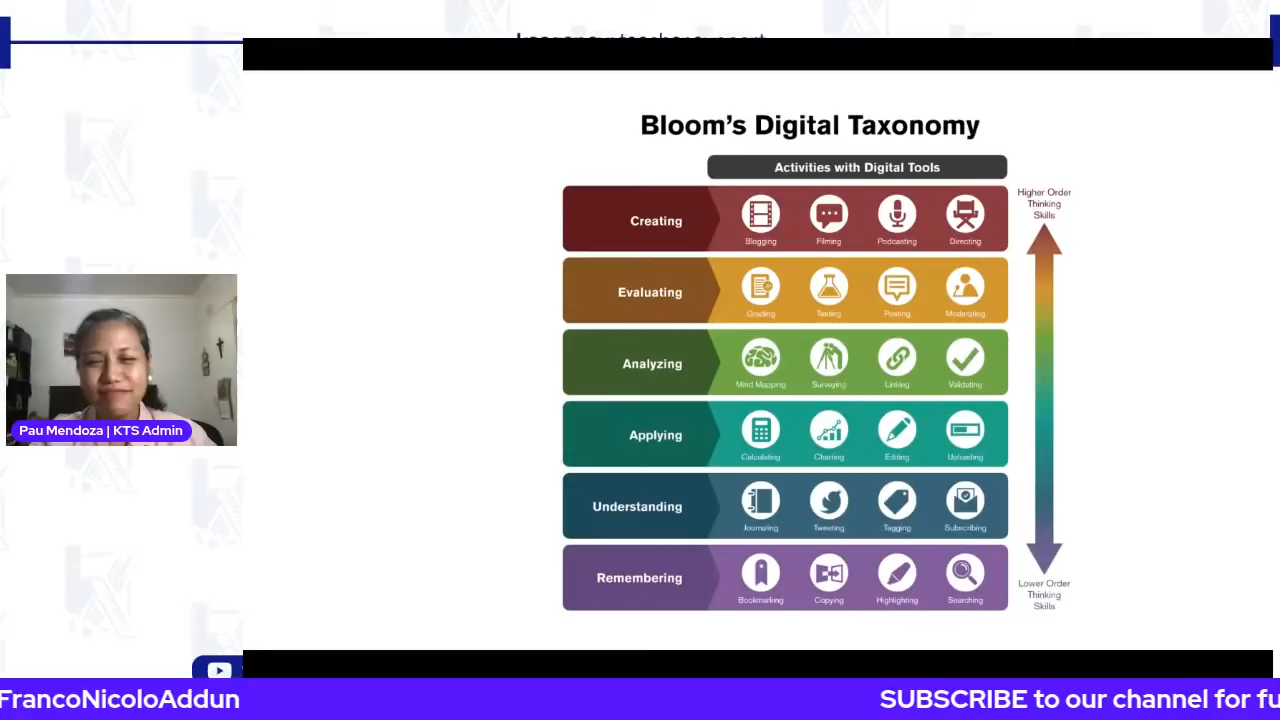 Bloom's Digital Taxonomy
Activities with Digital Tools
Higher Order
Thinking
Skills
Creating
Blogging
Filming
Podcasting
Directing
Evaluating
Grading
Testing
Posting
Moderating
Analyzing
Mind Mapping
Surveying
Linking
Validating
Applying
Calculating
Charting
Editing
Uploading
Understanding
Journaling
Tweeting
Tagging
Subscribing
Remembering
Bookmarking
Copying
Highlighting
Searching
Lower Order
Thinking
Skills
Pau Mendoza | KTS Admin
FrancoNicoloAddun
SUBSCRIBE to our channel for fu